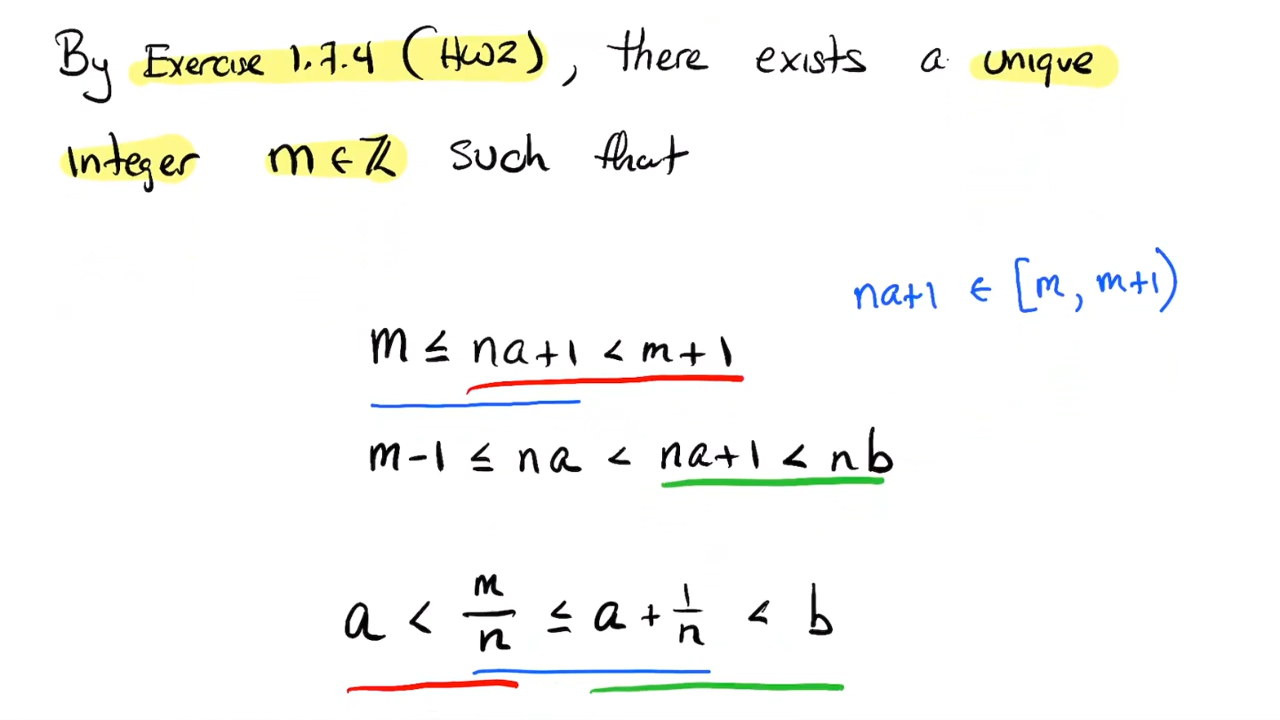 By Exercise 1.7.4 (HW2), there exists a unique
integer m ∈ ℤ such that
na+1 ∈ [m, m+1)
m ≤ na+1 < m+1
m-1 ≤ na < na+1 < nb
a < m/n ≤ a + 1/n < b